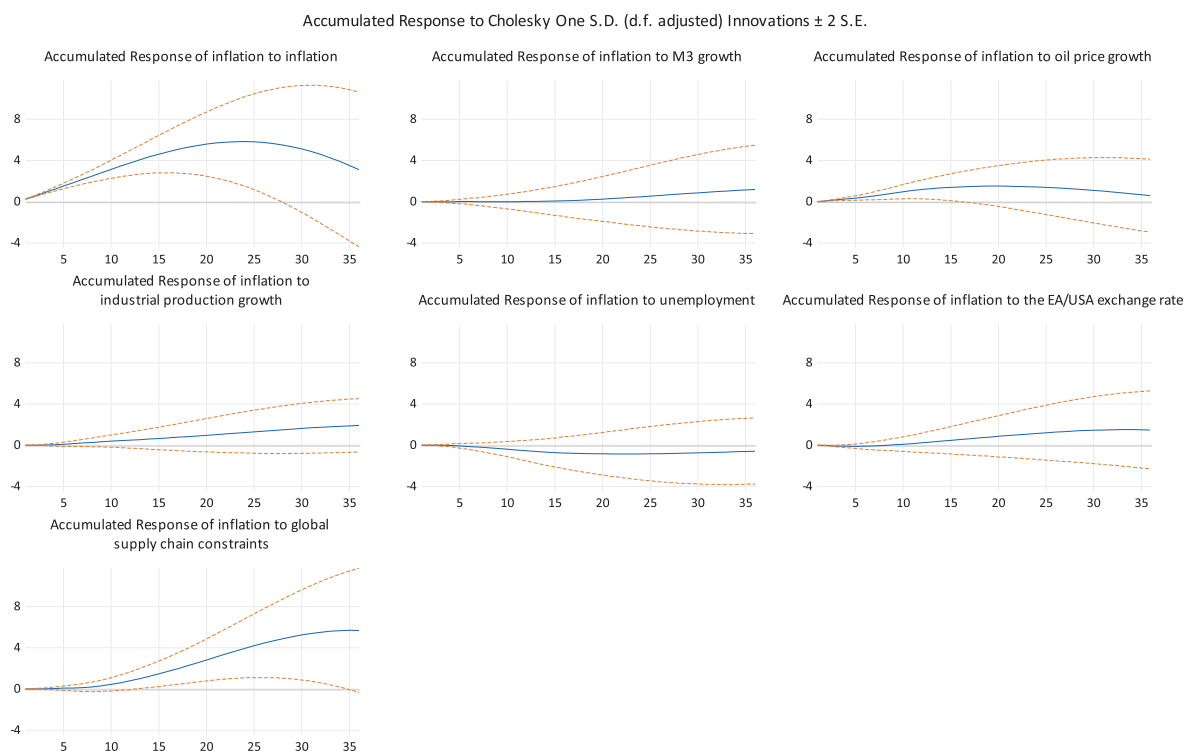 Accumulated Response to Cholesky One S.D. (d.f. adjusted) Innovations ± 2 S.E.
Accumulated Response of inflation to inflation
8
4
0
-4
5 10 15 20 25 30 35
Accumulated Response of inflation to M3 growth
8
4
0
-4
5 10 15 20 25 30 35
Accumulated Response of inflation to oil price growth
8
4
0
-4
5 10 15 20 25 30 35
Accumulated Response of inflation to
industrial production growth
8
4
0
-4
5 10 15 20 25 30 35
Accumulated Response of inflation to unemployment
8
4
0
-4
5 10 15 20 25 30 35
Accumulated Response of inflation to the EA/USA exchange rate
8
4
0
-4
5 10 15 20 25 30 35
Accumulated Response of inflation to global
supply chain constraints
8
4
0
-4
5 10 15 20 25 30 35